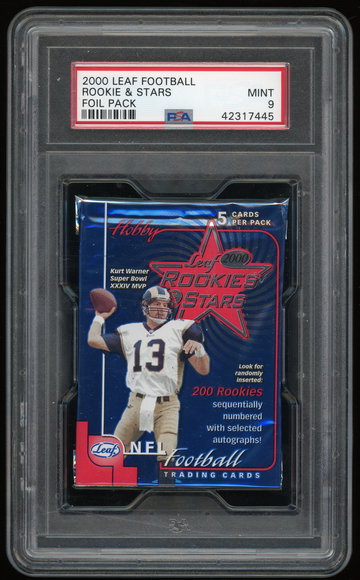 2000 LEAF FOOTBALL
ROOKIE & STARS MINT
FOIL PACK PSA 9
42317445
Hobby
5 CARDS
PER PACK
Leaf 2000
ROOKIES
& STARS
Kurt Warner
Super Bowl
XXXIV MVP
13
Look for
randomly
inserted:
200 Rookies
sequentially
numbered
with selected
autographs!
Leaf
NFL
Football
TRADING CARDS